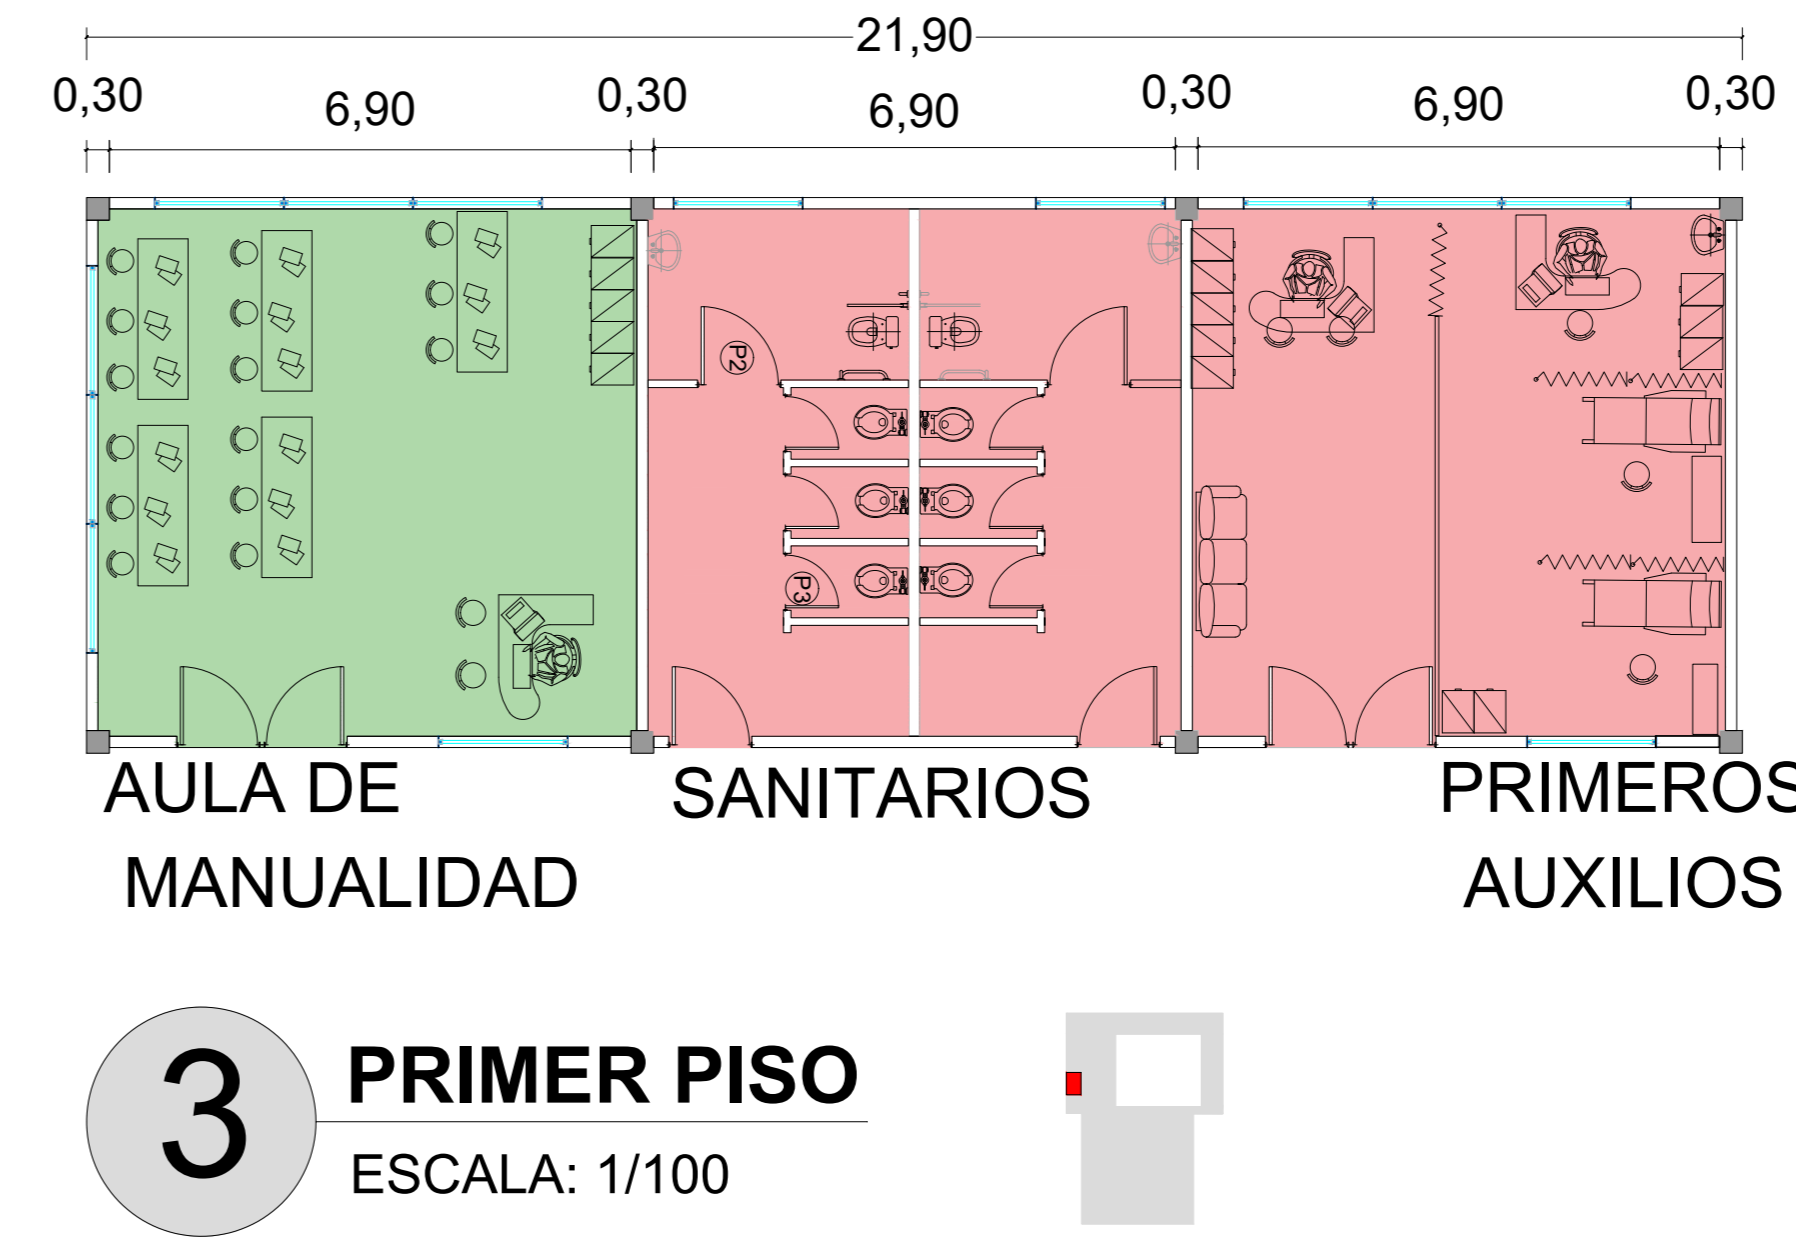 21,90
0,30 6,90 0,30 6,90 0,30 6,90 0,30
P2
P3
AULA DE
MANUALIDAD
SANITARIOS
PRIMEROS
AUXILIOS
3
PRIMER PISO
ESCALA: 1/100